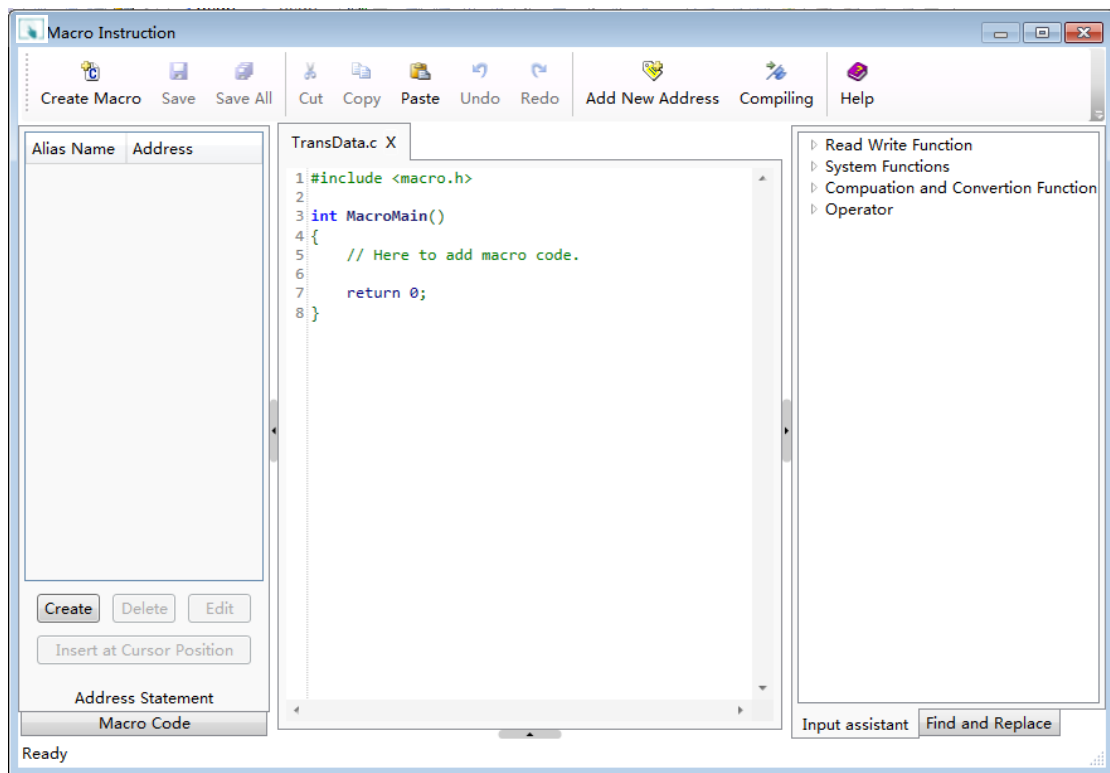 Macro Instruction
Create Macro Save Save All Cut Copy Paste Undo Redo Add New Address Compiling Help
Alias Name Address
TransData.c X
1 #include <macro.h>
2
3 int MacroMain()
4 {
5 // Here to add macro code.
6
7 return 0;
8 }
Read Write Function
System Functions
Compuation and Convertion Function
Operator
Create Delete Edit
Insert at Cursor Position
Address Statement
Macro Code
Input assistant Find and Replace
Ready